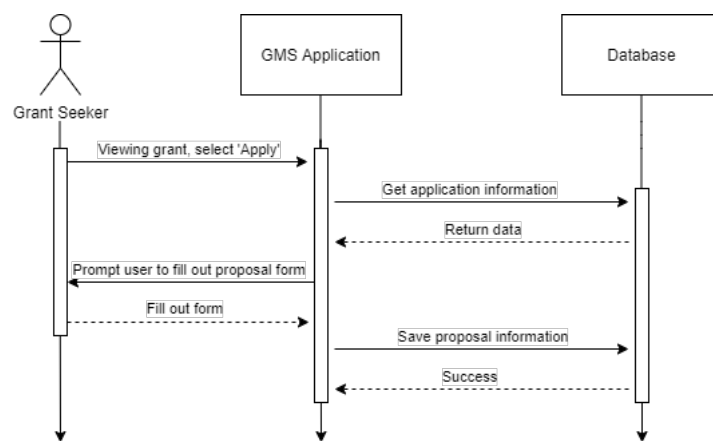 GMS Application
Database
Grant Seeker
Viewing grant, select 'Apply'
Get application information
Return data
Prompt user to fill out proposal form
Fill out form
Save proposal information
Success